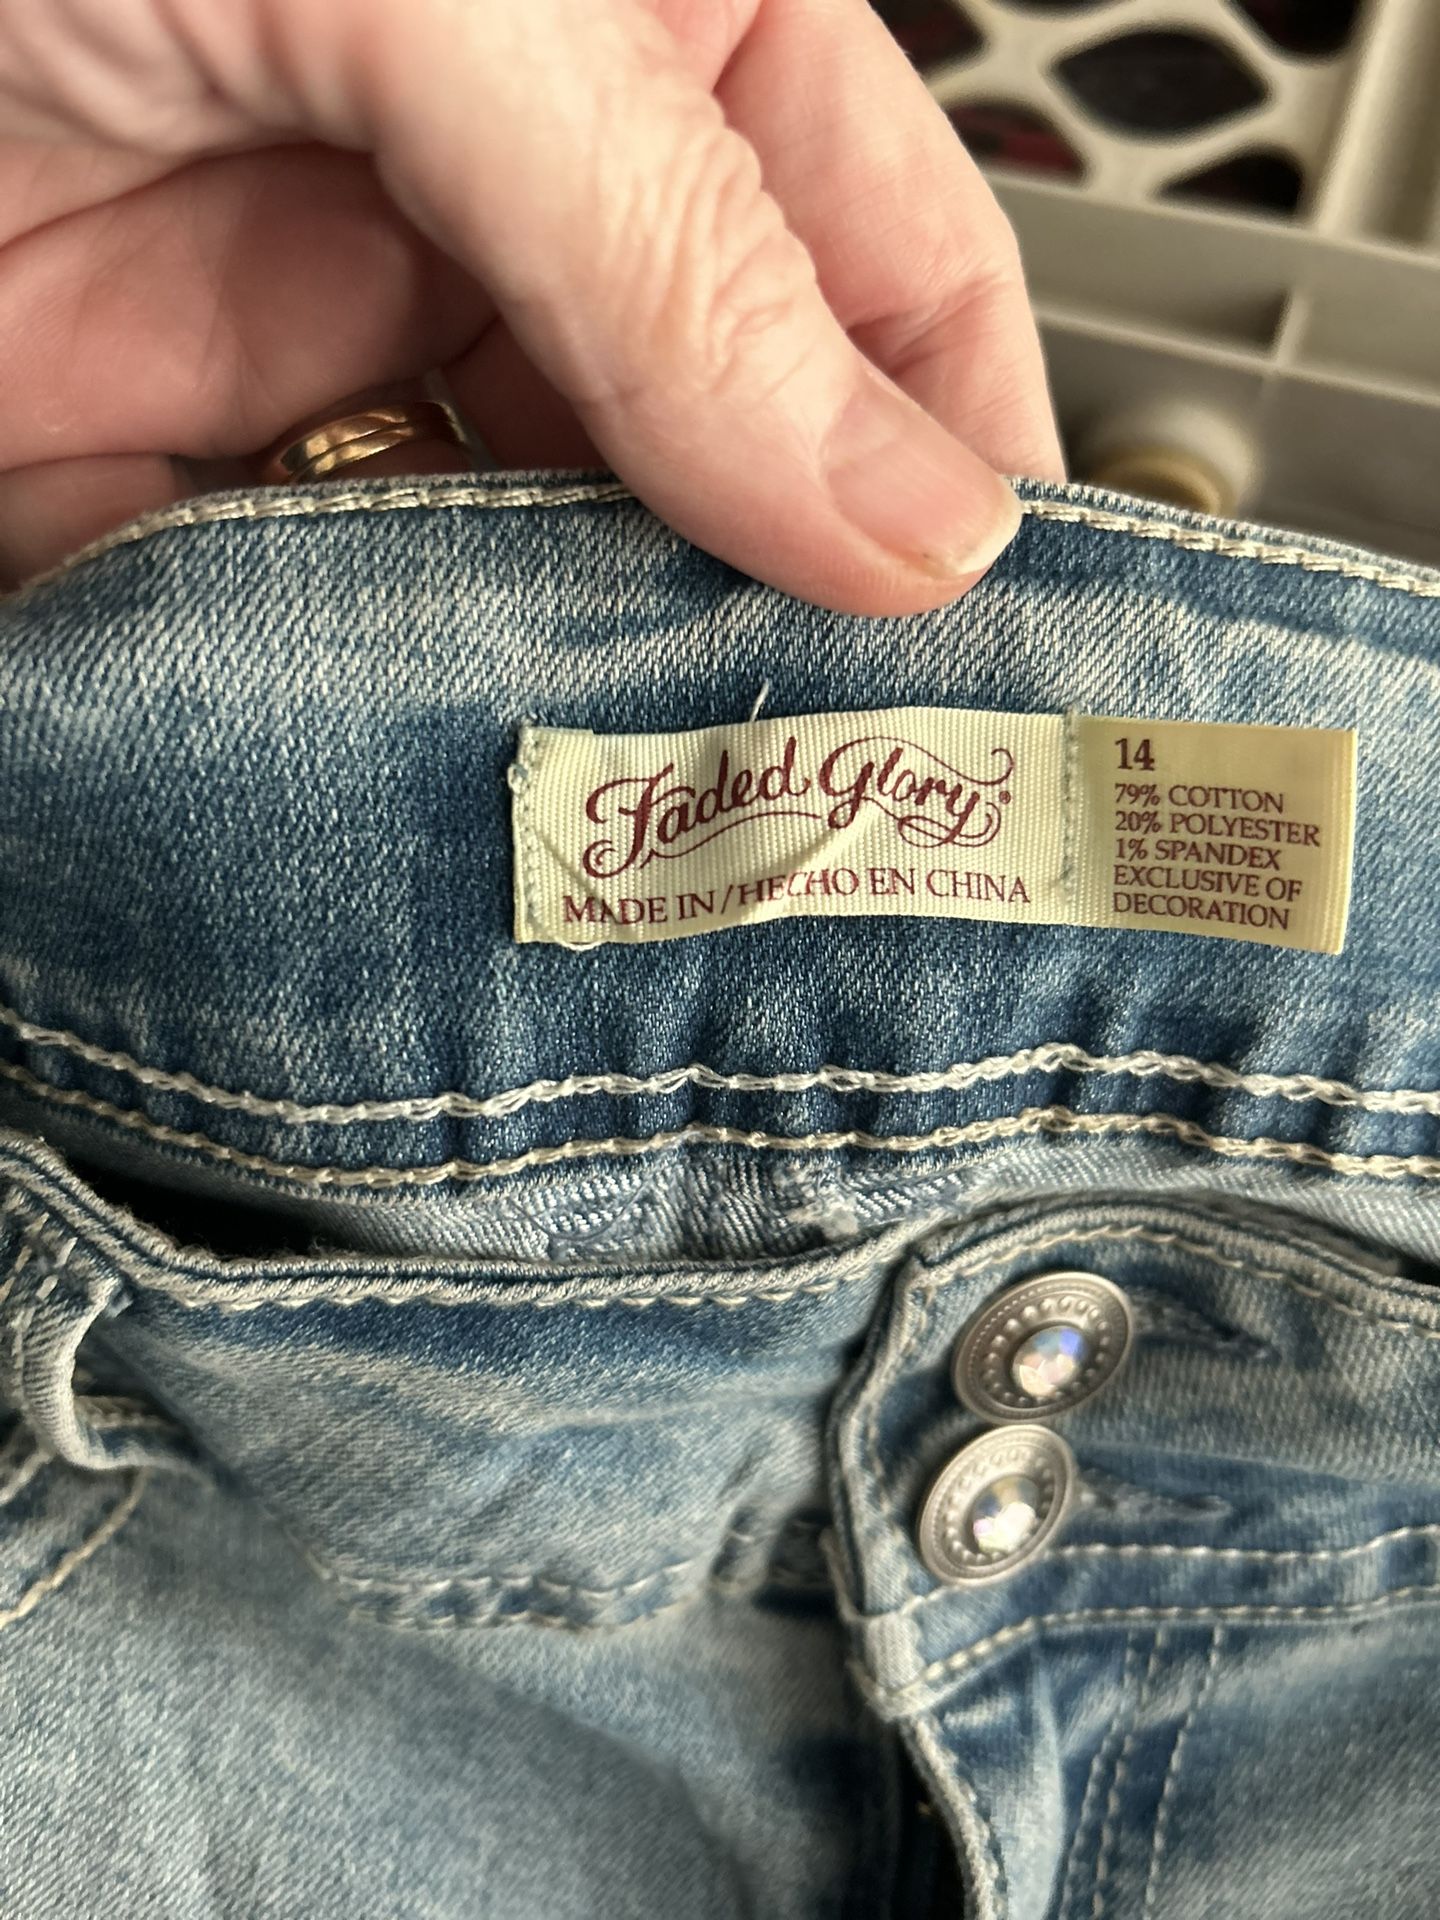 Faded Glory®
MADE IN/HECHO EN CHINA
14
79% COTTON
20% POLYESTER
1% SPANDEX
EXCLUSIVE OF
DECORATION